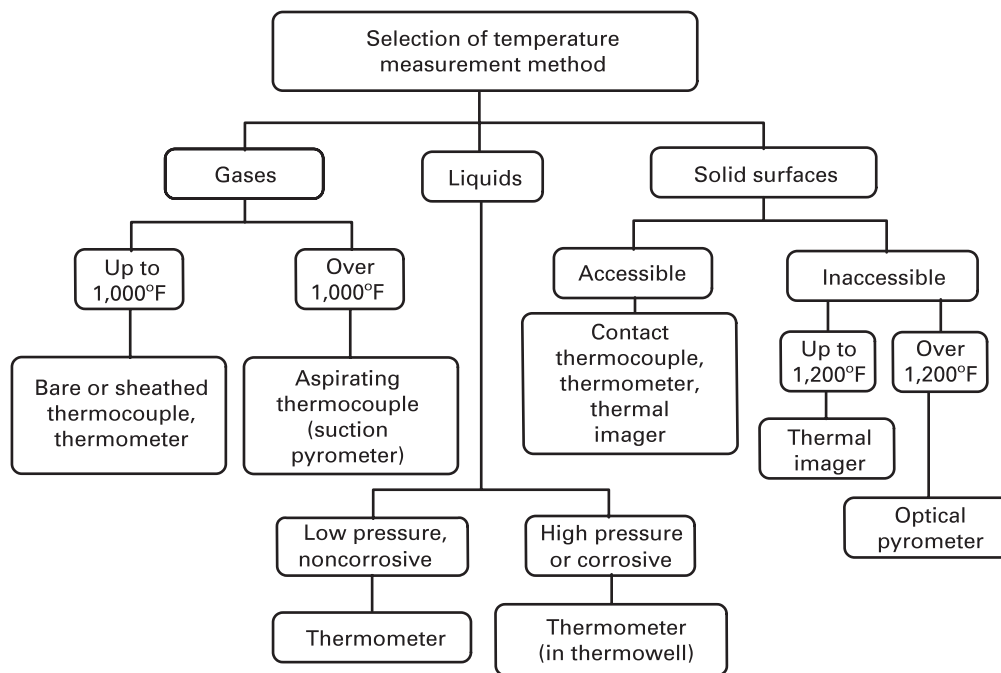 Selection of temperature
measurement method
Gases
Liquids
Solid surfaces
Up to
1,000°F
Over
1,000°F
Accessible
Inaccessible
Bare or sheathed
thermocouple,
thermometer
Aspirating
thermocouple
(suction
pyrometer)
Contact
thermocouple,
thermometer,
thermal
imager
Up to
1,200°F
Over
1,200°F
Thermal
imager
Optical
pyrometer
Low pressure,
noncorrosive
High pressure
or corrosive
Thermometer
Thermometer
(in thermowell)